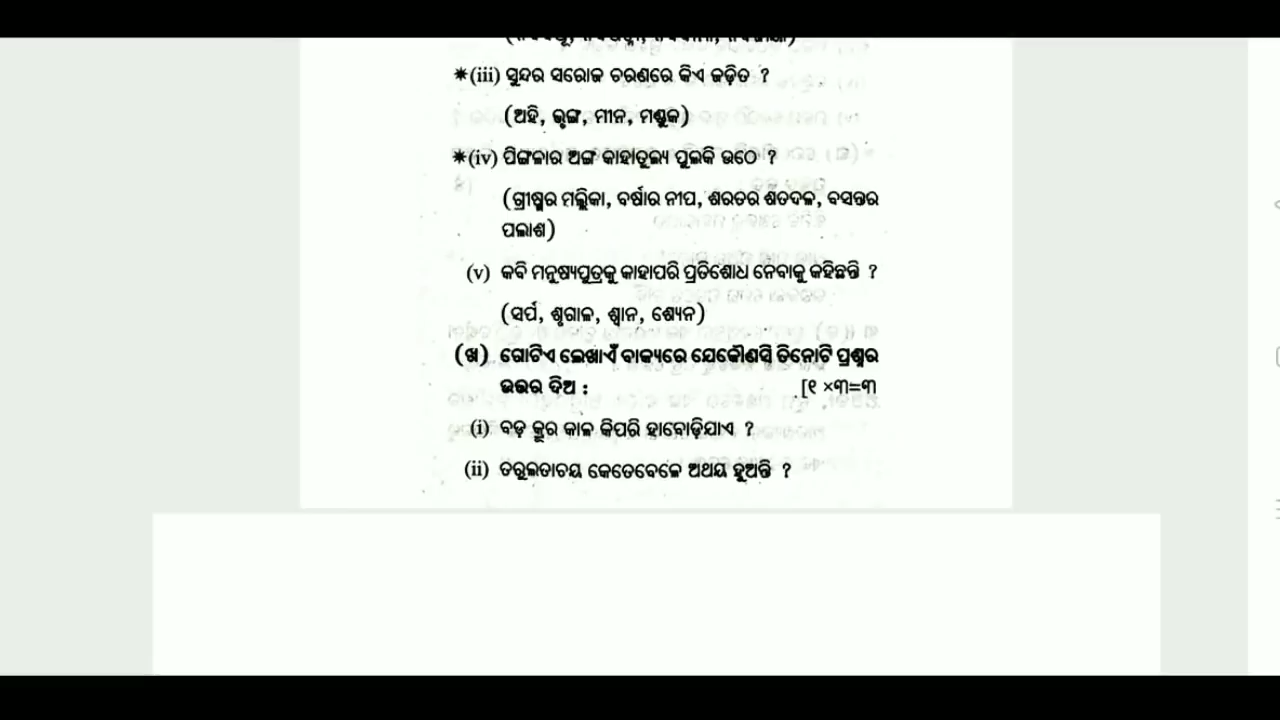 *(iii) ସୁନ୍ଦର ସରୋଜ ଚରଣରେ କିଏ ଜଡ଼ିତ ?
(ଅହି, ଭୃଙ୍ଗ, ମୀନ, ମଣ୍ଡୁକ)
*(iv) ପିଙ୍ଗଳାର ଅଙ୍ଗ କାହାତୁଲ୍ୟ ପୁଲକି ଉଠେ ?
(ଗ୍ରୀଷ୍ମର ମଲ୍ଲିକା, ବର୍ଷାର ନୀପ, ଶରତର ଶତଦଳ, ବସନ୍ତର
ପଲାଶ)
(v) କବି ମନୁଷ୍ୟପୁତ୍ରକୁ କାହାପରି ପ୍ରତିଶୋଧ ନେବାକୁ କହିଛନ୍ତି ?
(ସର୍ପ, ଶୃଗାଳ, ଶ୍ୱାନ, ଶ୍ୟେନ)
(ଖ) ଗୋଟିଏ ଲେଖାଏଁ ବାକ୍ୟରେ ଯେକୌଣସି ତିନୋଟି ପ୍ରଶ୍ନର
ଉତ୍ତର ଦିଅ : [୧ ×୩=୩
(i) ବଡ଼ କ୍ରୂର କାଳ କିପରି ହାବୋଡ଼ିଯାଏ ?
(ii) ତରୁଲତାଚୟ କେତେବେଳେ ଅଥୟ ହୁଅନ୍ତି ?